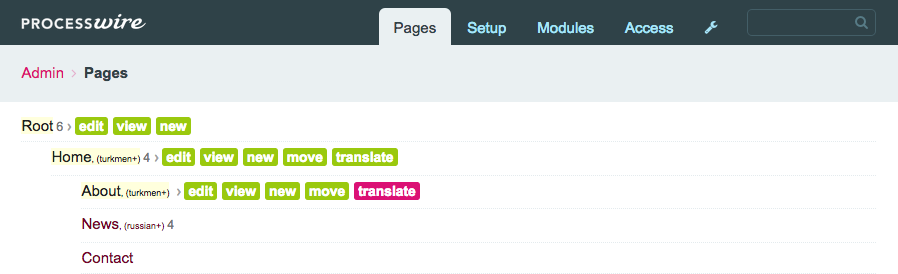 PROCESSwire Pages Setup Modules Access
Admin › Pages
Root 6 › edit view new
Home, (turkmen+) 4 › edit view new move translate
About, (turkmen+) › edit view new move translate
News, (russian+) 4
Contact